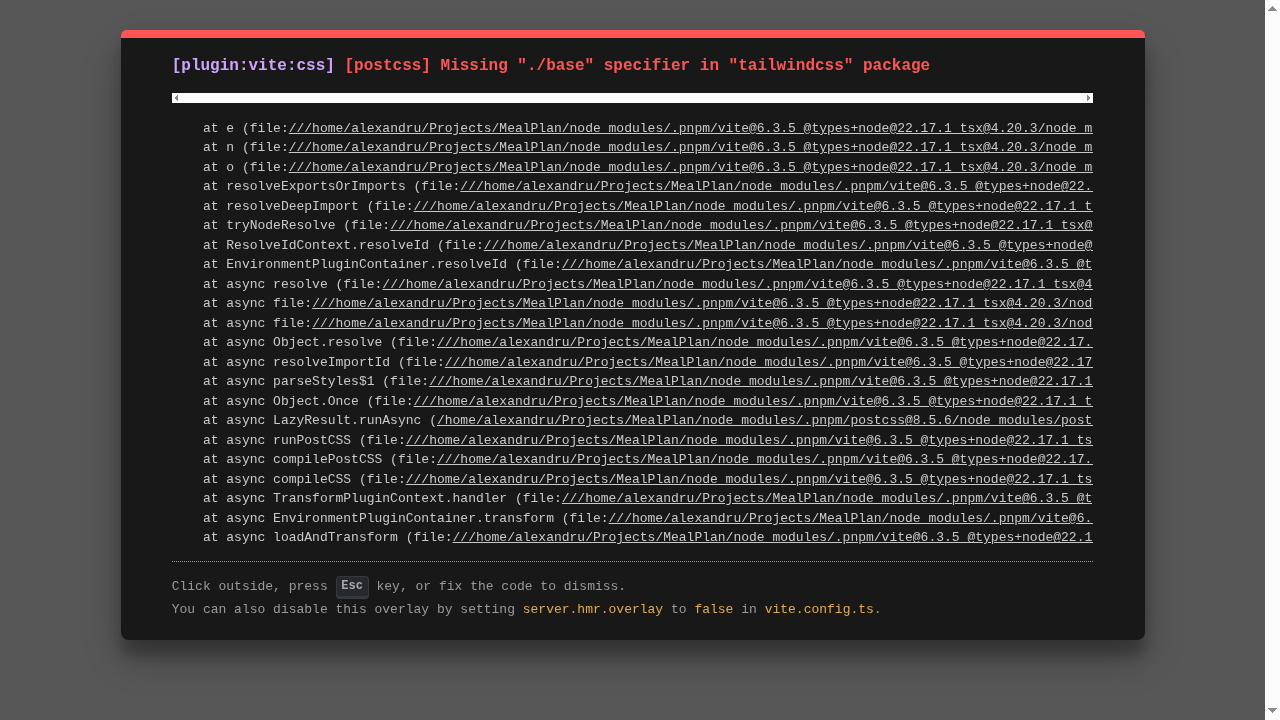 [plugin:vite:css] [postcss] Missing "./base" specifier in "tailwindcss" package
at e (file:///home/alexandru/Projects/MealPlan/node_modules/.pnpm/vite@6.3.5_@types+node@22.17.1_tsx@4.20.3/node_m
at n (file:///home/alexandru/Projects/MealPlan/node_modules/.pnpm/vite@6.3.5_@types+node@22.17.1_tsx@4.20.3/node_m
at o (file:///home/alexandru/Projects/MealPlan/node_modules/.pnpm/vite@6.3.5_@types+node@22.17.1_tsx@4.20.3/node_m
at resolveExportsOrImports (file:///home/alexandru/Projects/MealPlan/node_modules/.pnpm/vite@6.3.5_@types+node@22.
at resolveDeepImport (file:///home/alexandru/Projects/MealPlan/node_modules/.pnpm/vite@6.3.5_@types+node@22.17.1_t
at tryNodeResolve (file:///home/alexandru/Projects/MealPlan/node_modules/.pnpm/vite@6.3.5_@types+node@22.17.1_tsx@
at ResolveIdContext.resolveId (file:///home/alexandru/Projects/MealPlan/node_modules/.pnpm/vite@6.3.5_@types+node@
at EnvironmentPluginContainer.resolveId (file:///home/alexandru/Projects/MealPlan/node_modules/.pnpm/vite@6.3.5_@t
at async resolve (file:///home/alexandru/Projects/MealPlan/node_modules/.pnpm/vite@6.3.5_@types+node@22.17.1_tsx@4
at async file:///home/alexandru/Projects/MealPlan/node_modules/.pnpm/vite@6.3.5_@types+node@22.17.1_tsx@4.20.3/nod
at async file:///home/alexandru/Projects/MealPlan/node_modules/.pnpm/vite@6.3.5_@types+node@22.17.1_tsx@4.20.3/nod
at async Object.resolve (file:///home/alexandru/Projects/MealPlan/node_modules/.pnpm/vite@6.3.5_@types+node@22.17.
at async resolveImportId (file:///home/alexandru/Projects/MealPlan/node_modules/.pnpm/vite@6.3.5_@types+node@22.17
at async parseStyles$1 (file:///home/alexandru/Projects/MealPlan/node_modules/.pnpm/vite@6.3.5_@types+node@22.17.1
at async Object.Once (file:///home/alexandru/Projects/MealPlan/node_modules/.pnpm/vite@6.3.5_@types+node@22.17.1_t
at async LazyResult.runAsync (/home/alexandru/Projects/MealPlan/node_modules/.pnpm/postcss@8.5.6/node_modules/post
at async runPostCSS (file:///home/alexandru/Projects/MealPlan/node_modules/.pnpm/vite@6.3.5_@types+node@22.17.1_ts
at async compilePostCSS (file:///home/alexandru/Projects/MealPlan/node_modules/.pnpm/vite@6.3.5_@types+node@22.17.
at async compileCSS (file:///home/alexandru/Projects/MealPlan/node_modules/.pnpm/vite@6.3.5_@types+node@22.17.1_ts
at async TransformPluginContext.handler (file:///home/alexandru/Projects/MealPlan/node_modules/.pnpm/vite@6.3.5_@t
at async EnvironmentPluginContainer.transform (file:///home/alexandru/Projects/MealPlan/node_modules/.pnpm/vite@6.
at async loadAndTransform (file:///home/alexandru/Projects/MealPlan/node_modules/.pnpm/vite@6.3.5_@types+node@22.1
Click outside, press Esc key, or fix the code to dismiss.
You can also disable this overlay by setting server.hmr.overlay to false in vite.config.ts.